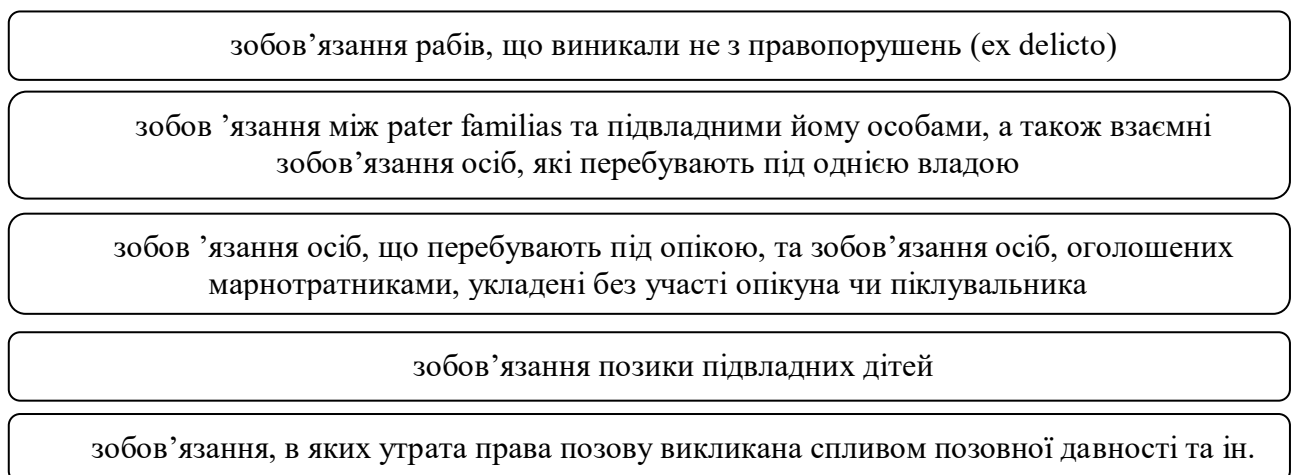 зобов’язання рабів, що виникали не з правопорушень (ex delicto)
зобов ’язання між pater familias та підвладними йому особами, а також взаємні
зобов’язання осіб, які перебувають під однією владою
зобов ’язання осіб, що перебувають під опікою, та зобов’язання осіб, оголошених
марнотратниками, укладені без участі опікуна чи піклувальника
зобов’язання позики підвладних дітей
зобов’язання, в яких утрата права позову викликана спливом позовної давності та ін.